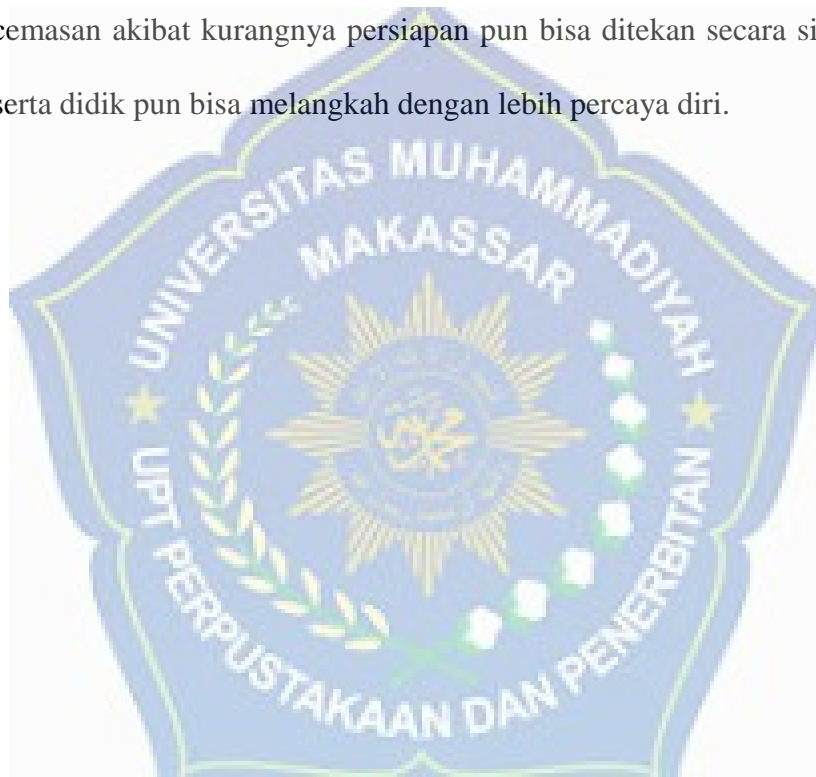 cemasan akibat kurangnya persiapan pun bisa ditekan secara si
serta didik pun bisa melangkah dengan lebih percaya diri.
UNIVERSITAS MUHAMMADIYAH
MAKASSAR
UPT PERPUSTAKAAN DAN PENERBITAN